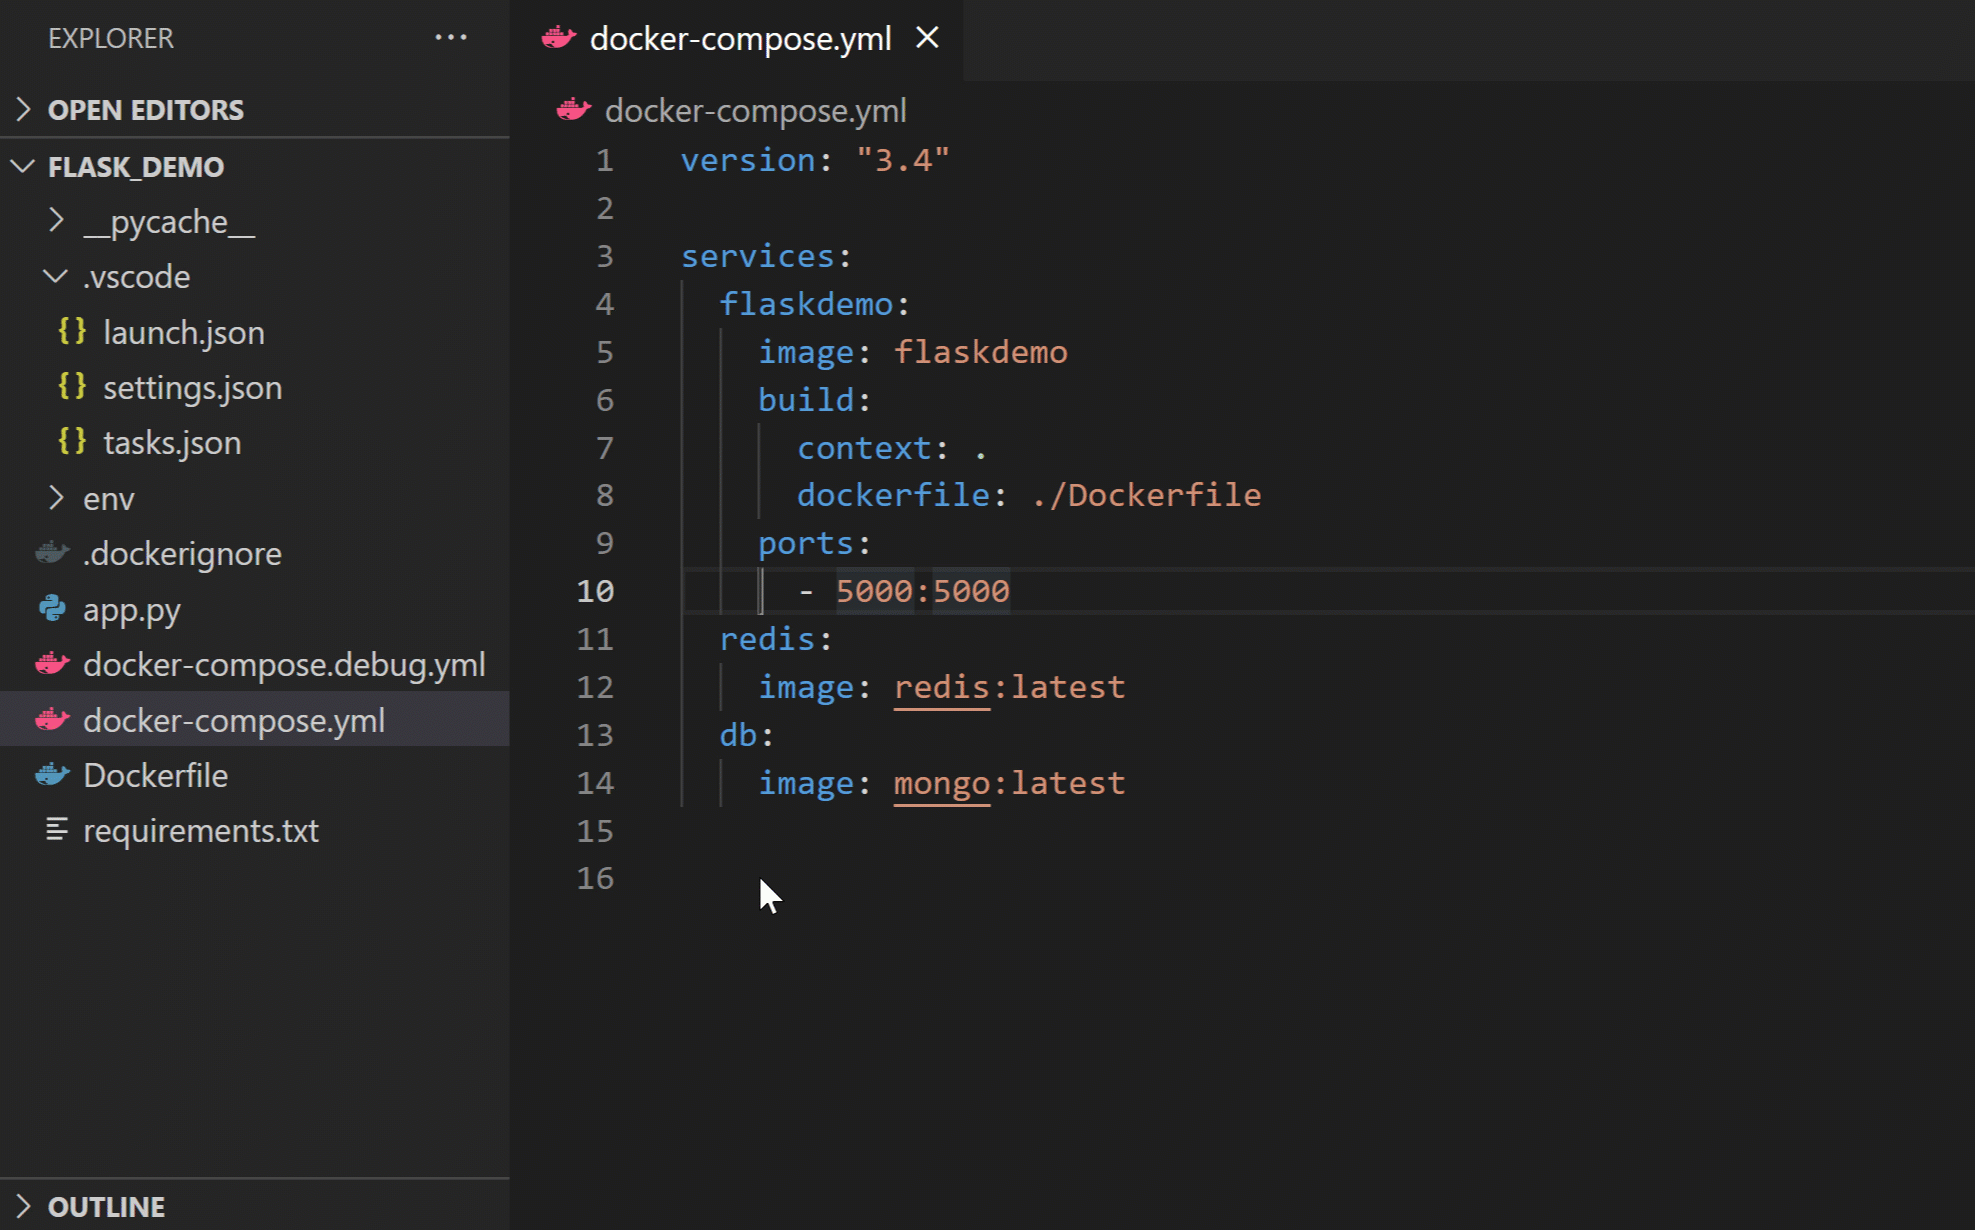 EXPLORER
OPEN EDITORS
FLASK_DEMO
__pycache__
.vscode
{} launch.json
{} settings.json
{} tasks.json
env
.dockerignore
app.py
docker-compose.debug.yml
docker-compose.yml
Dockerfile
requirements.txt
OUTLINE
docker-compose.yml
docker-compose.yml
1 version: "3.4"
2
3 services:
4   flaskdemo:
5     image: flaskdemo
6     build:
7       context: .
8       dockerfile: ./Dockerfile
9     ports:
10       - 5000:5000
11   redis:
12     image: redis:latest
13   db:
14     image: mongo:latest
15
16